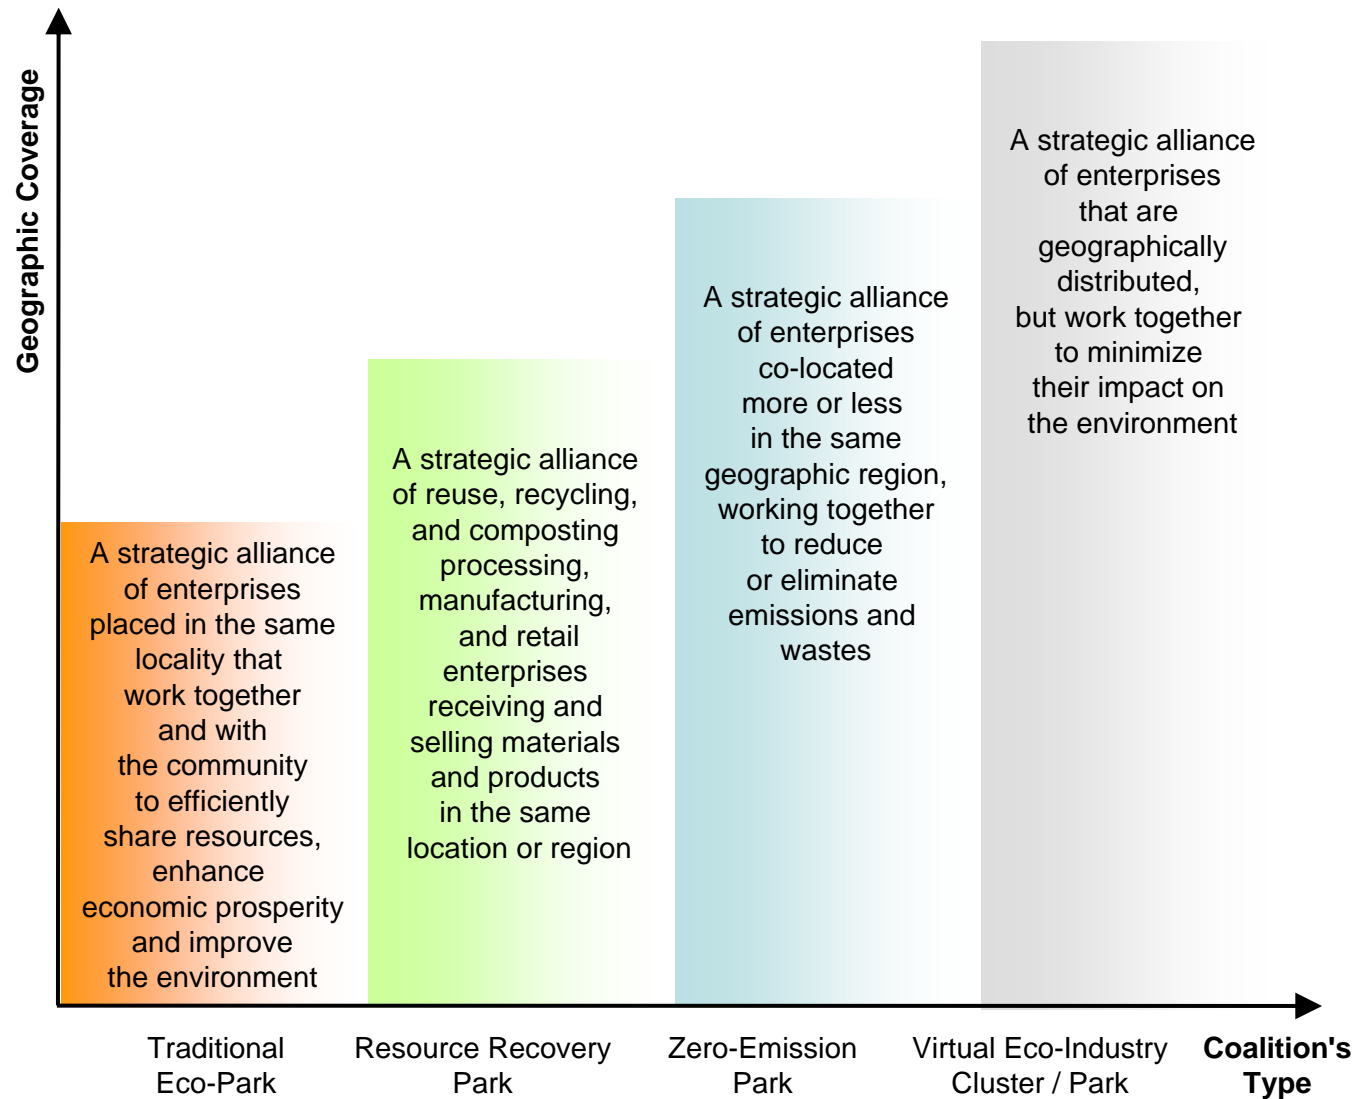 Geographic Coverage
A strategic alliance
of enterprises
placed in the same
locality that
work together
and with
the community
to efficiently
share resources,
enhance
economic prosperity
and improve
the environment
A strategic alliance
of reuse, recycling,
and composting
processing,
manufacturing,
and retail
enterprises
receiving and
selling materials
and products
in the same
location or region
A strategic alliance
of enterprises
co-located
more or less
in the same
geographic region,
working together
to reduce
or eliminate
emissions and
wastes
A strategic alliance
of enterprises
that are
geographically
distributed,
but work together
to minimize
their impact on
the environment
Traditional
Eco-Park
Resource Recovery
Park
Zero-Emission
Park
Virtual Eco-Industry
Cluster / Park
Coalition's
Type